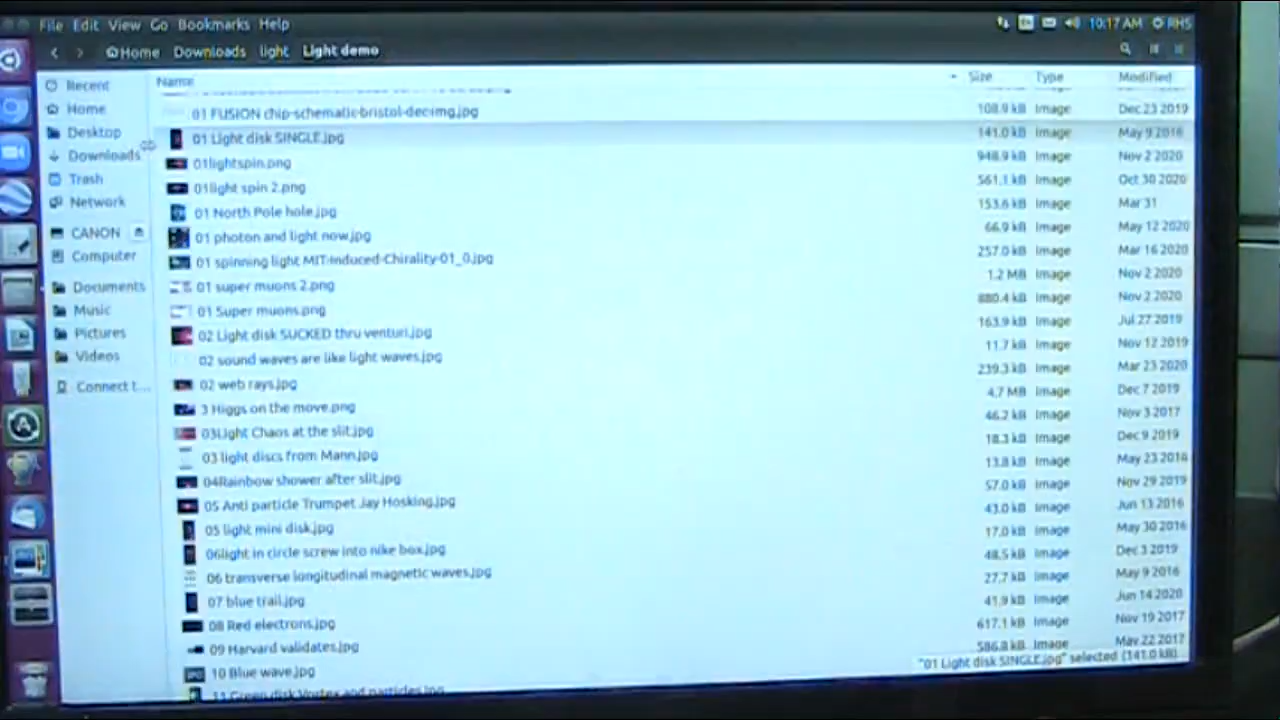 File Edit View Go Bookmarks Help
10:17 AM RHS
Home Downloads light Light demo
Name Size Type Modified
01 FUSION chip-schematic-bristol-dec-img.jpg 108.9 kB Image Dec 23 2019
01 Light disk SINGLE.jpg 141.0 kB Image May 9 2016
01lightspin.png 948.9 kB Image Nov 2 2020
01light spin 2.png 561.1 kB Image Oct 30 2020
01 North Pole hole.jpg 153.6 kB Image Mar 31
01 photon and light now.jpg 66.9 kB Image May 12 2020
01 spinning light MIT-Induced-Chirality-01_0.jpg 257.0 kB Image Mar 16 2020
01 super muons 2.png 1.2 MB Image Nov 2 2020
01 Super muons.png 880.4 kB Image Nov 2 2020
02 Light disk SUCKED thru venturi.jpg 163.9 kB Image Jul 27 2019
02 sound waves are like light waves.jpg 11.7 kB Image Nov 12 2019
02 web rays.jpg 239.3 kB Image Mar 23 2020
3 Higgs on the move.png 4.7 MB Image Dec 7 2019
03Light Chaos at the slit.jpg 46.2 kB Image Nov 3 2017
03 light discs from Mann.jpg 18.3 kB Image Dec 9 2019
04Rainbow shower after slit.jpg 13.8 kB Image May 23 2016
05 Anti particle Trumpet Jay Hosking.jpg 57.0 kB Image Nov 29 2019
05 light mini disk.jpg 43.0 kB Image Jun 13 2016
06light in circle screw into nike box.jpg 17.0 kB Image May 30 2016
06 transverse longitudinal magnetic waves.jpg 48.5 kB Image Dec 3 2019
07 blue trail.jpg 27.7 kB Image May 9 2016
08 Red electrons.jpg 41.9 kB Image Jun 14 2020
09 Harvard validates.jpg 617.1 kB Image Nov 19 2017
10 Blue wave.jpg 586.8 kB Image May 22 2017
11 Green disk Vortex and particles.jpg
"01 Light disk SINGLE.jpg" selected (141.0 kB)
Recent
Home
Desktop
Downloads
Trash
Network
CANON
Computer
Documents
Music
Pictures
Videos
Connect t...